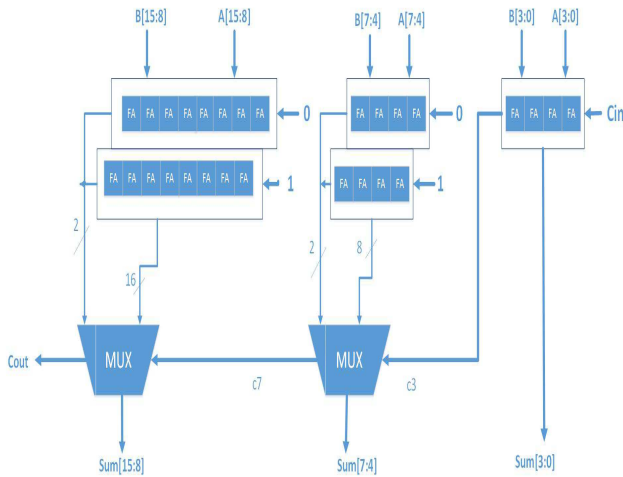 B[15:8] A[15:8] B[7:4] A[7:4] B[3:0] A[3:0]
FA FA FA FA FA FA FA FA 0 FA FA FA FA 0 FA FA FA FA Cin
FA FA FA FA FA FA FA FA 1 FA FA FA FA 1
2 16 2 8
Cout MUX c7 MUX c3
Sum[15:8] Sum[7:4] Sum[3:0]